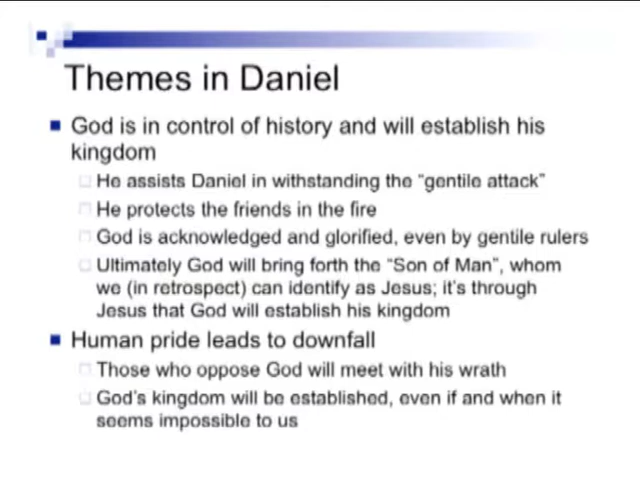 Themes in Daniel
God is in control of history and will establish his
kingdom
He assists Daniel in withstanding the "gentile attack"
He protects the friends in the fire
God is acknowledged and glorified, even by gentile rulers
Ultimately God will bring forth the "Son of Man", whom
we (in retrospect) can identify as Jesus; it's through
Jesus that God will establish his kingdom
Human pride leads to downfall
Those who oppose God will meet with his wrath
God's kingdom will be established, even if and when it
seems impossible to us